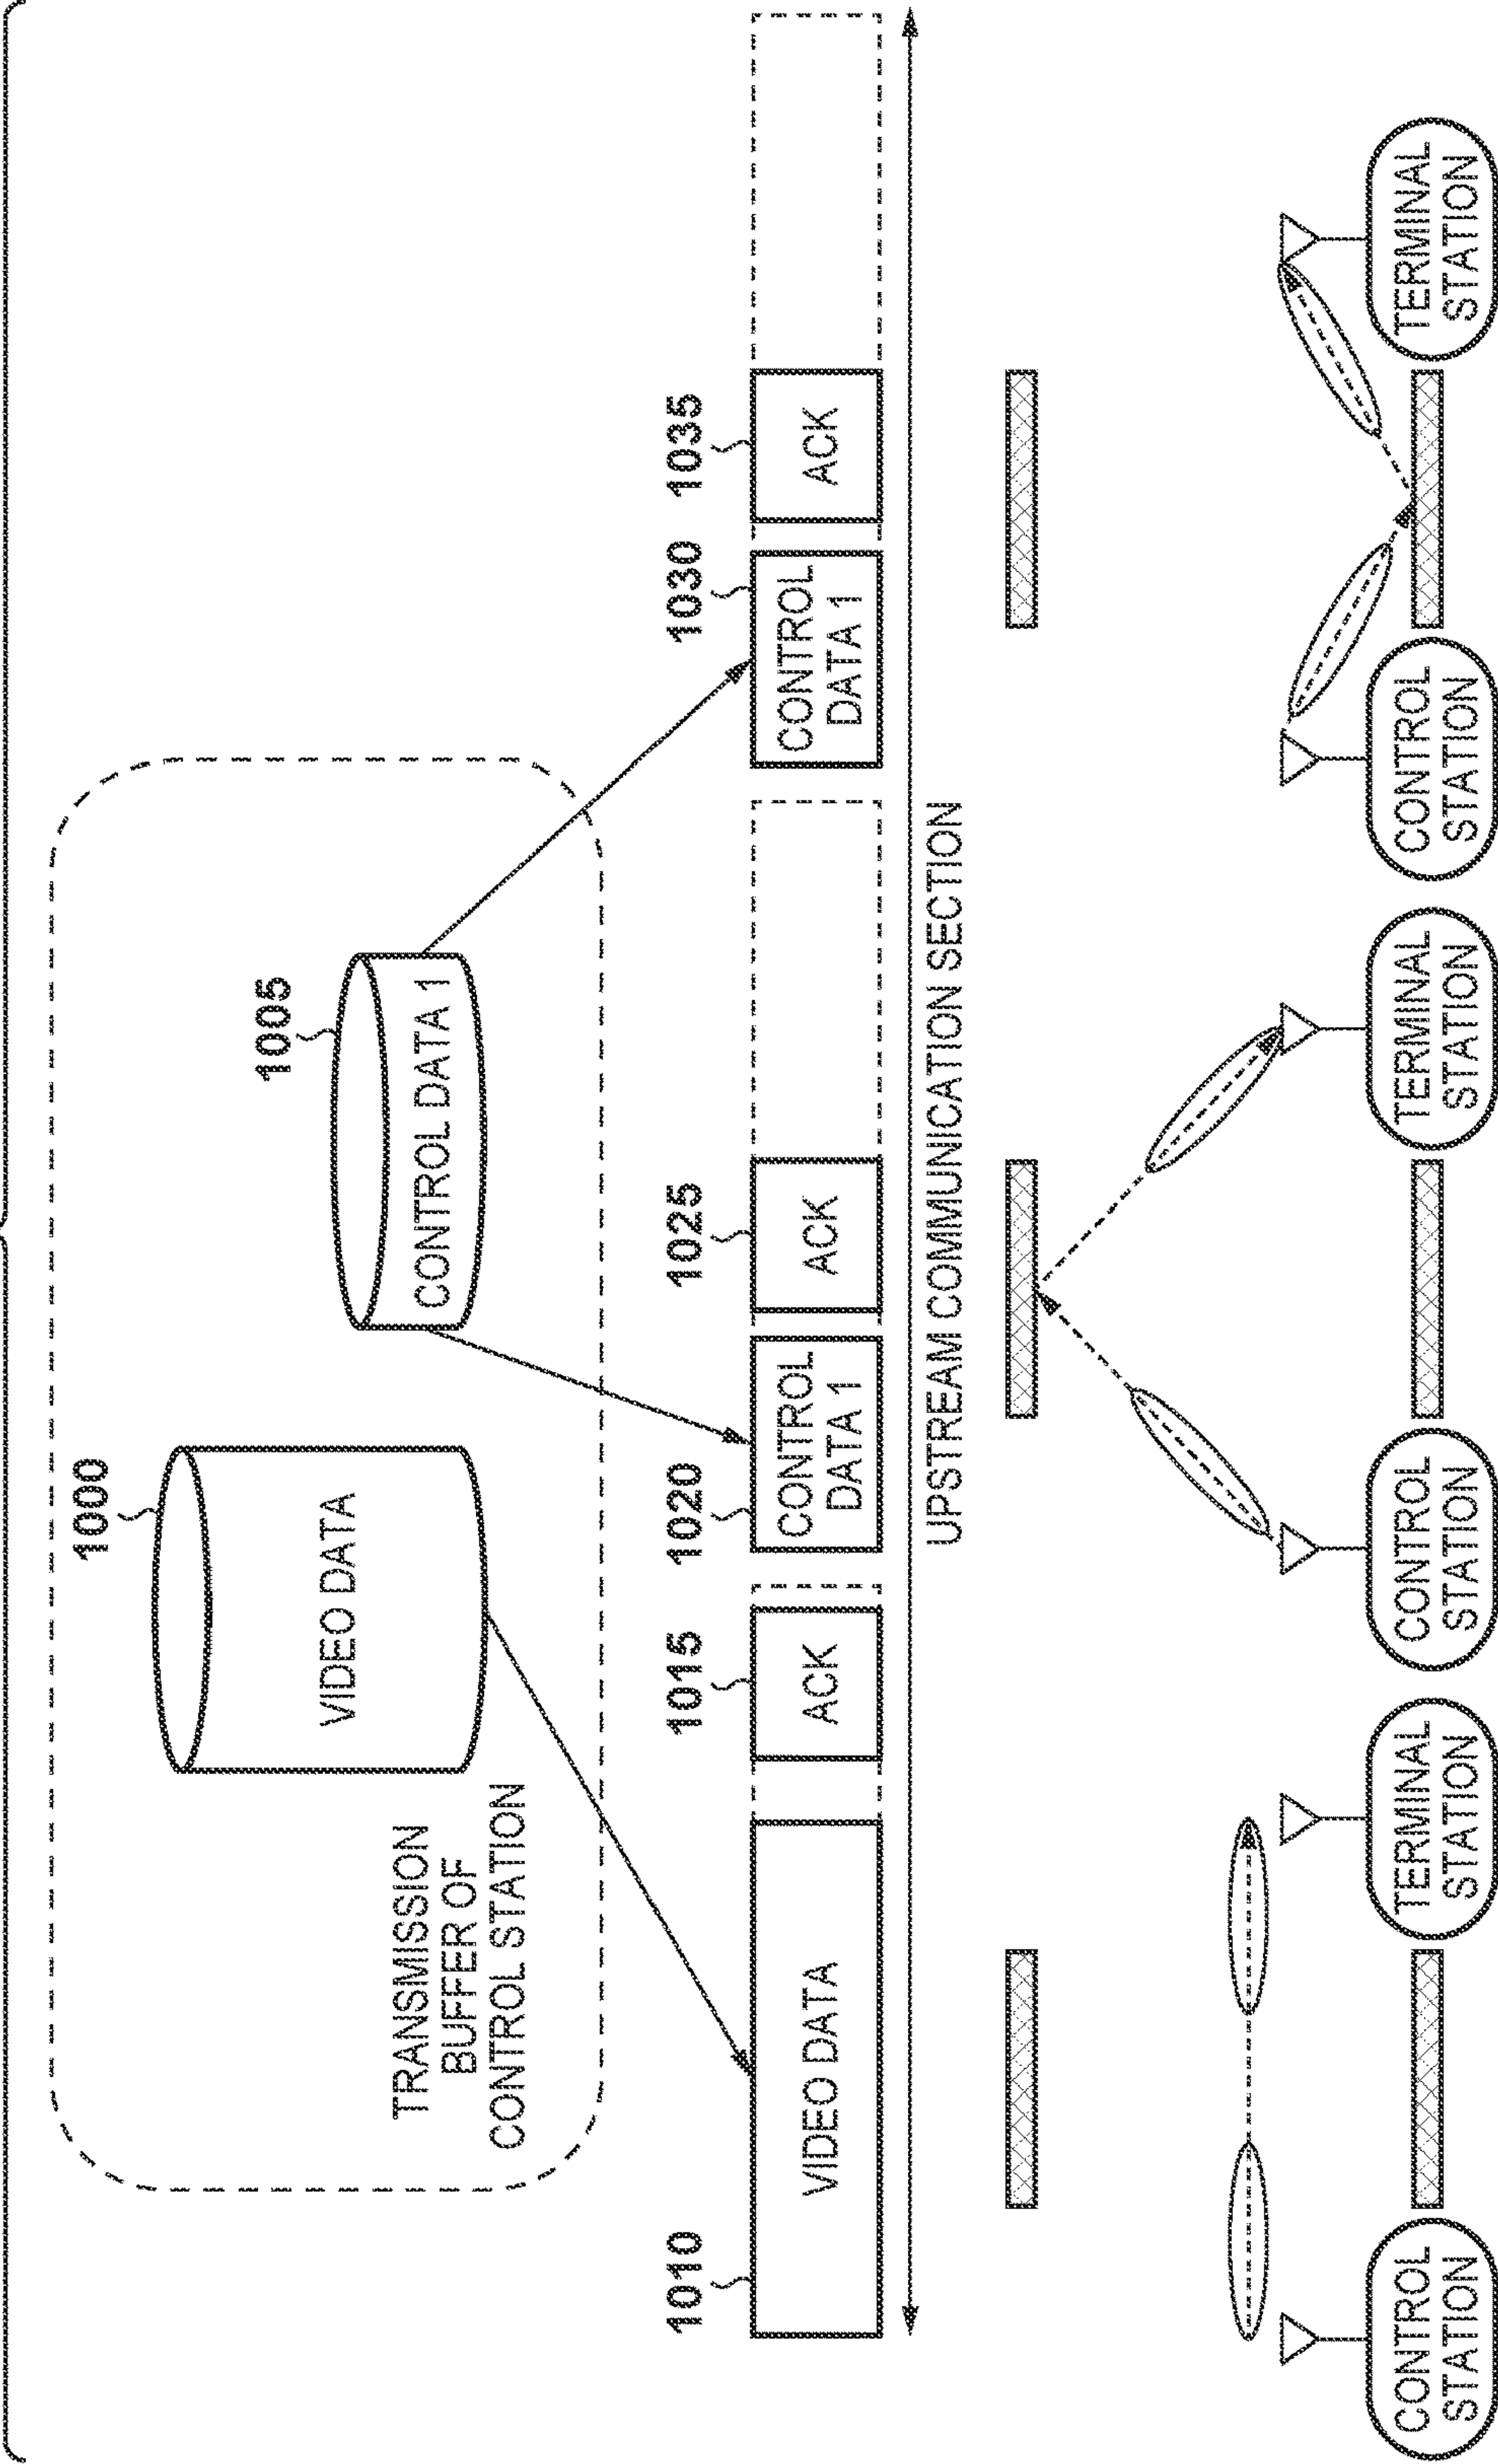 1000
VIDEO DATA
1005
CONTROL DATA 1
TRANSMISSION
BUFFER OF
CONTROL STATION
1010
VIDEO DATA
1015
ACK
1020
CONTROL
DATA 1
1025
ACK
1030
CONTROL
DATA 1
1035
ACK
UPSTREAM COMMUNICATION SECTION
CONTROL
STATION
TERMINAL
STATION
CONTROL
STATION
TERMINAL
STATION
CONTROL
STATION
TERMINAL
STATION